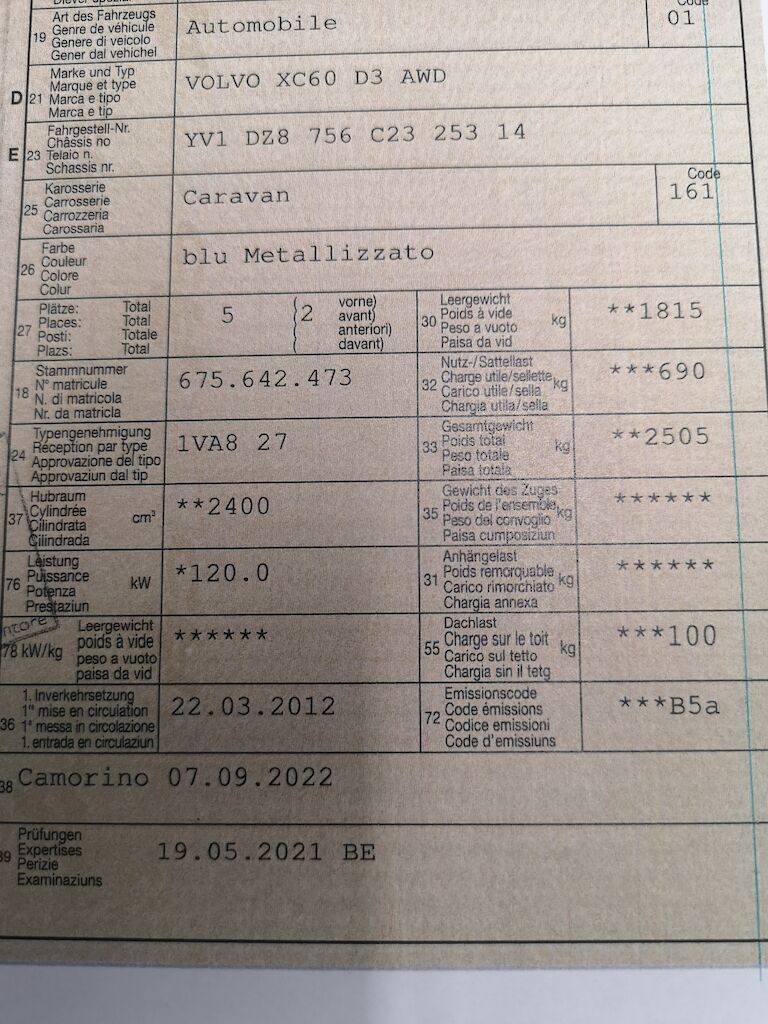 Code
19 Art des Fahrzeugs
Genre de véhicule
Genere di veicolo
Gener dal vehichel
Automobile
01
D 21 Marke und Typ
Marque et type
Marca e tipo
Marca e tip
VOLVO XC60 D3 AWD
E 23 Fahrgestell-Nr.
Châssis no
Telaio n.
Schassis nr.
YV1 DZ8 756 C23 253 14
25 Karosserie
Carrosserie
Carrozzeria
Carossaria
Caravan
Code
161
26 Farbe
Couleur
Colore
Colur
blu Metallizzato
27 Plätze: Total
Places: Total
Posti: Totale
Plazs: Total
5 (2 vorne)
avant)
anteriori)
davant)
30 Leergewicht
Poids à vide
Peso a vuoto
Paisa da vid
kg
**1815
18 Stammnummer
N° matricule
N. di matricola
Nr. da matricla
675.642.473
32 Nutz-/Sattellast
Charge utile/sellette
Carico utile/sella
Chargia utila/sella
kg
***690
24 Typengenehmigung
Réception par type
Approvazione del tipo
Approvaziun dal tip
1VA8 27
33 Gesamtgewicht
Poids total
Peso totale
Paisa totala
kg
**2505
37 Hubraum
Cylindrée
Cilindrata
Cilindrada
cm³
**2400
35 Gewicht des Zuges
Poids de l'ensemble
Peso del convoglio
Paisa cumposiziun
kg
******
76 Leistung
Puissance
Potenza
Prestaziun
kW
*120.0
31 Anhängelast
Poids remorquable
Carico rimorchiato
Chargia annexa
kg
******
ntore
78 kW/kg Leergewicht
poids à vide
peso a vuoto
paisa da vid
******
55 Dachlast
Charge sur le toit
Carico sul tetto
Chargia sin il tetg
kg
***100
36 1. Inverkehrsetzung
1re mise en circulation
1a messa in circolazione
1. entrada en circulaziun
22.03.2012
72 Emissionscode
Code émissions
Codice emissioni
Code d'emissiuns
***B5a
38 Camorino 07.09.2022
39 Prüfungen
Expertises
Perizie
Examinaziuns
19.05.2021 BE